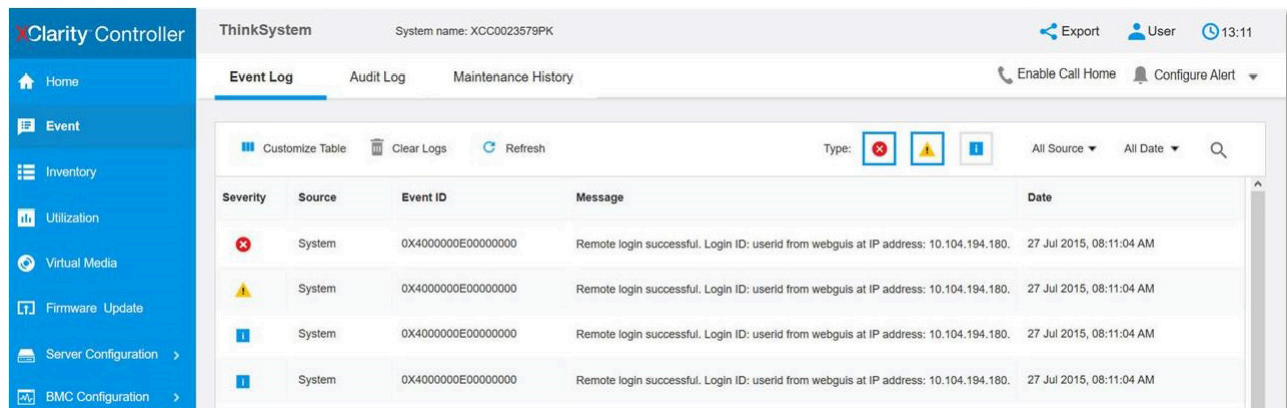 XClarity Controller
ThinkSystem
System name: XCC0023579PK
Export
User
13:11
Home
Event Log
Audit Log
Maintenance History
Enable Call Home
Configure Alert
Event
Customize Table
Clear Logs
Refresh
Type:
All Source
All Date
Inventory
Severity
Source
Event ID
Message
Date
Utilization
System
0X4000000E00000000
Remote login successful. Login ID: userid from webguis at IP address: 10.104.194.180.
27 Jul 2015, 08:11:04 AM
Virtual Media
System
0X4000000E00000000
Remote login successful. Login ID: userid from webguis at IP address: 10.104.194.180.
27 Jul 2015, 08:11:04 AM
Firmware Update
System
0X4000000E00000000
Remote login successful. Login ID: userid from webguis at IP address: 10.104.194.180.
27 Jul 2015, 08:11:04 AM
Server Configuration
System
0X4000000E00000000
Remote login successful. Login ID: userid from webguis at IP address: 10.104.194.180.
27 Jul 2015, 08:11:04 AM
BMC Configuration